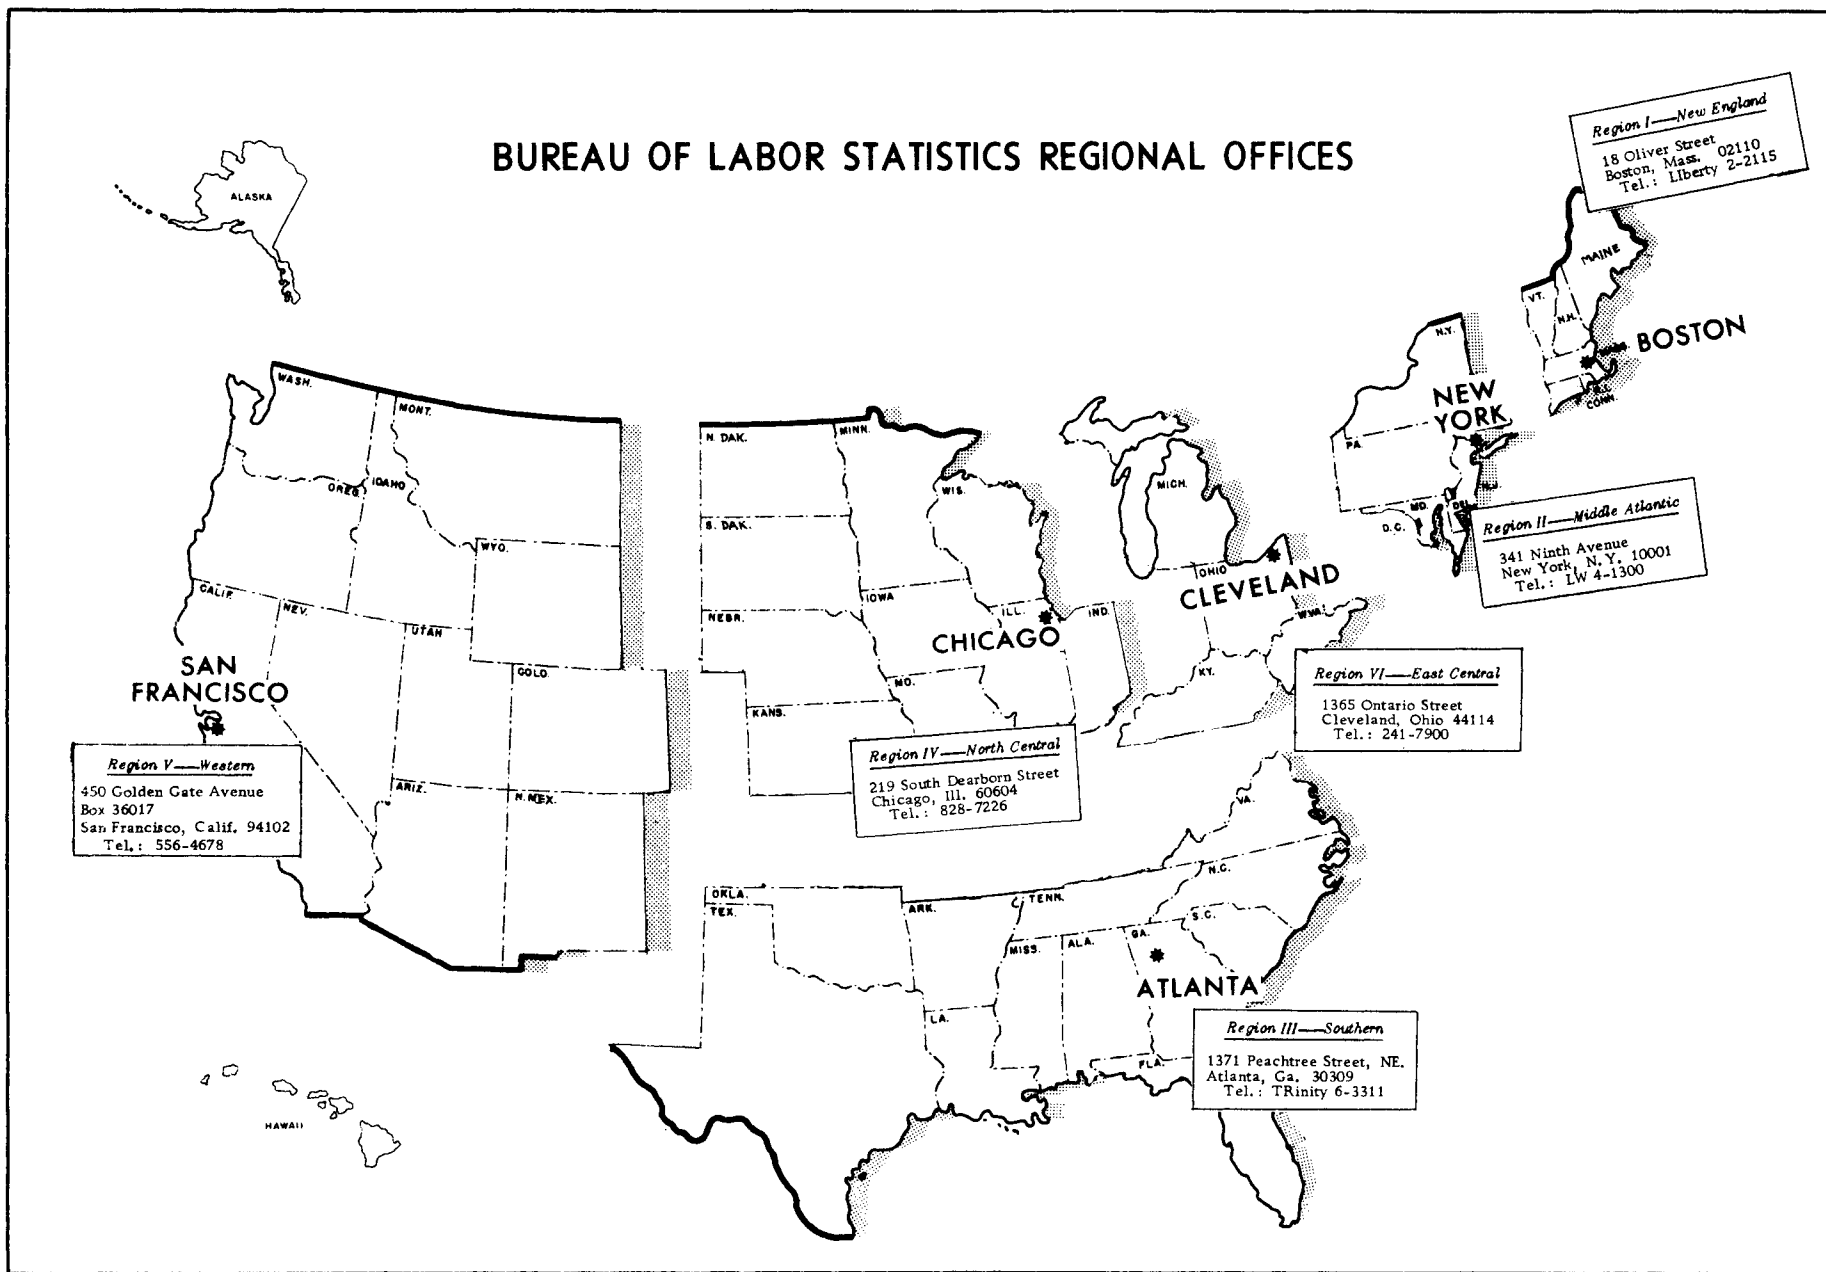 BUREAU OF LABOR STATISTICS REGIONAL OFFICES
ALASKA
Region I—New England
18 Oliver Street
Boston, Mass. 02110
Tel.: LIberty 2-2115
MAINE
VT.
N.H.
MASS
BOSTON
R.I.
CONN.
N.Y.
NEW
YORK
PA
N.J.
MD.
DEL
D.C.
Region II—Middle Atlantic
341 Ninth Avenue
New York, N.Y. 10001
Tel.: LW 4-1300
WASH.
MONT.
OREG.
IDAHO
WYO.
CALIF.
NEV.
UTAH
COLO.
ARIZ.
N. MEX.
SAN
FRANCISCO
Region V—Western
450 Golden Gate Avenue
Box 36017
San Francisco, Calif. 94102
Tel.: 556-4678
N. DAK.
MINN.
S. DAK.
WIS.
NEBR.
IOWA
ILL.
IND.
CHICAGO
MO.
KANS.
Region IV—North Central
219 South Dearborn Street
Chicago, Ill. 60604
Tel.: 828-7226
MICH.
OHIO
CLEVELAND
W.VA.
KY.
Region VI—East Central
1365 Ontario Street
Cleveland, Ohio 44114
Tel.: 241-7900
VA.
N.C.
OKLA.
TEX.
ARK.
TENN.
S.C.
MISS.
ALA.
GA.
ATLANTA
LA.
FLA.
Region III—Southern
1371 Peachtree Street, NE.
Atlanta, Ga. 30309
Tel.: TRinity 6-3311
HAWAII